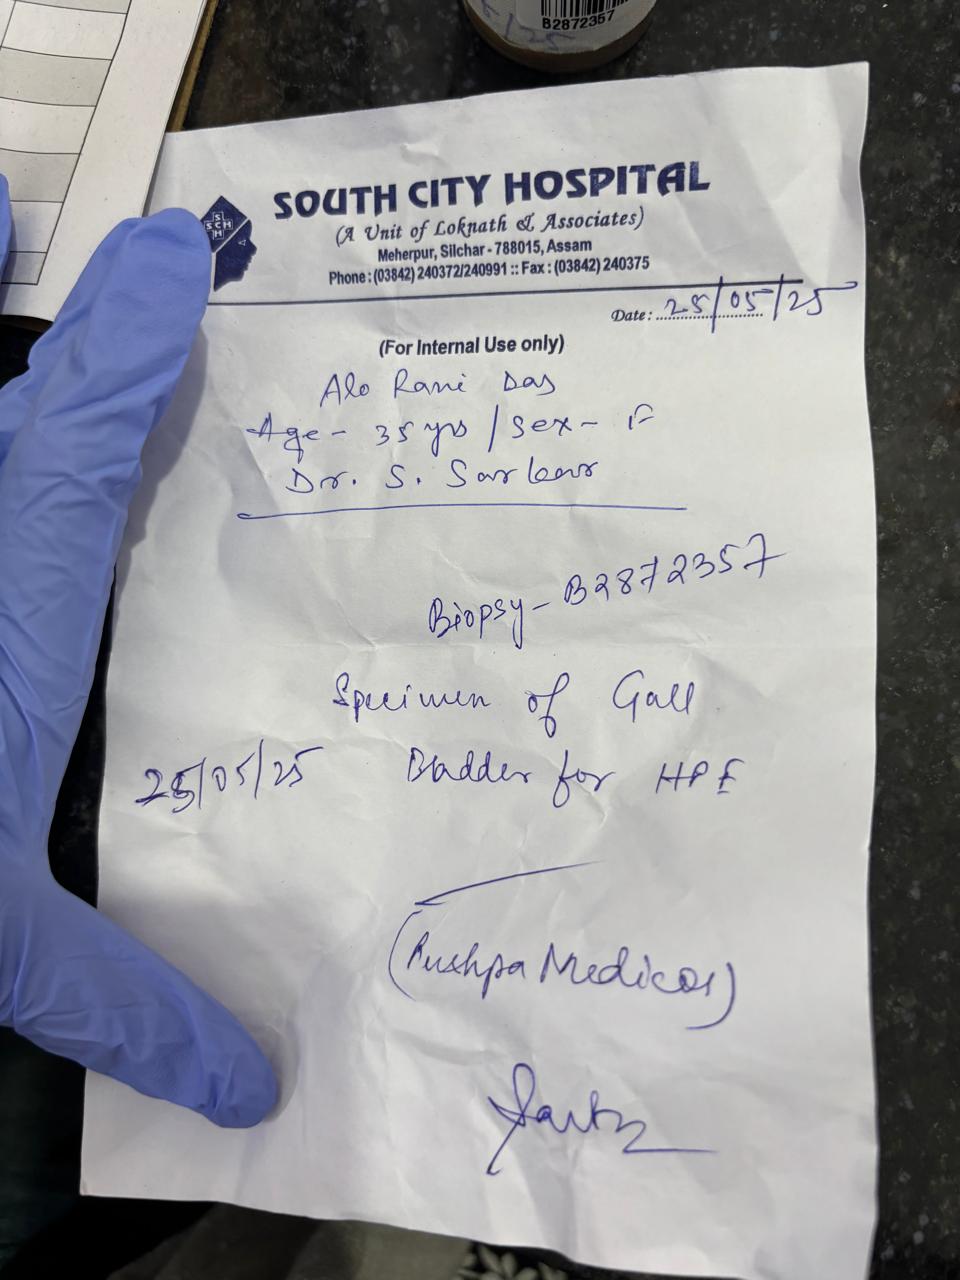 B2872357
SOUTH CITY HOSPITAL
(A Unit of Loknath & Associates)
Meherpur, Silchar - 788015, Assam
Phone : (03842) 240372/240991 :: Fax : (03842) 240375
Date : 25/05/25
(For Internal Use only)
Alo Rani Das
Age - 35 yrs / Sex - F
Dr. S. Sarkar
Biopsy - B2872357
Specimen of Gall
25/05/25 Bladder for HPE
(Pushpa Medicos)